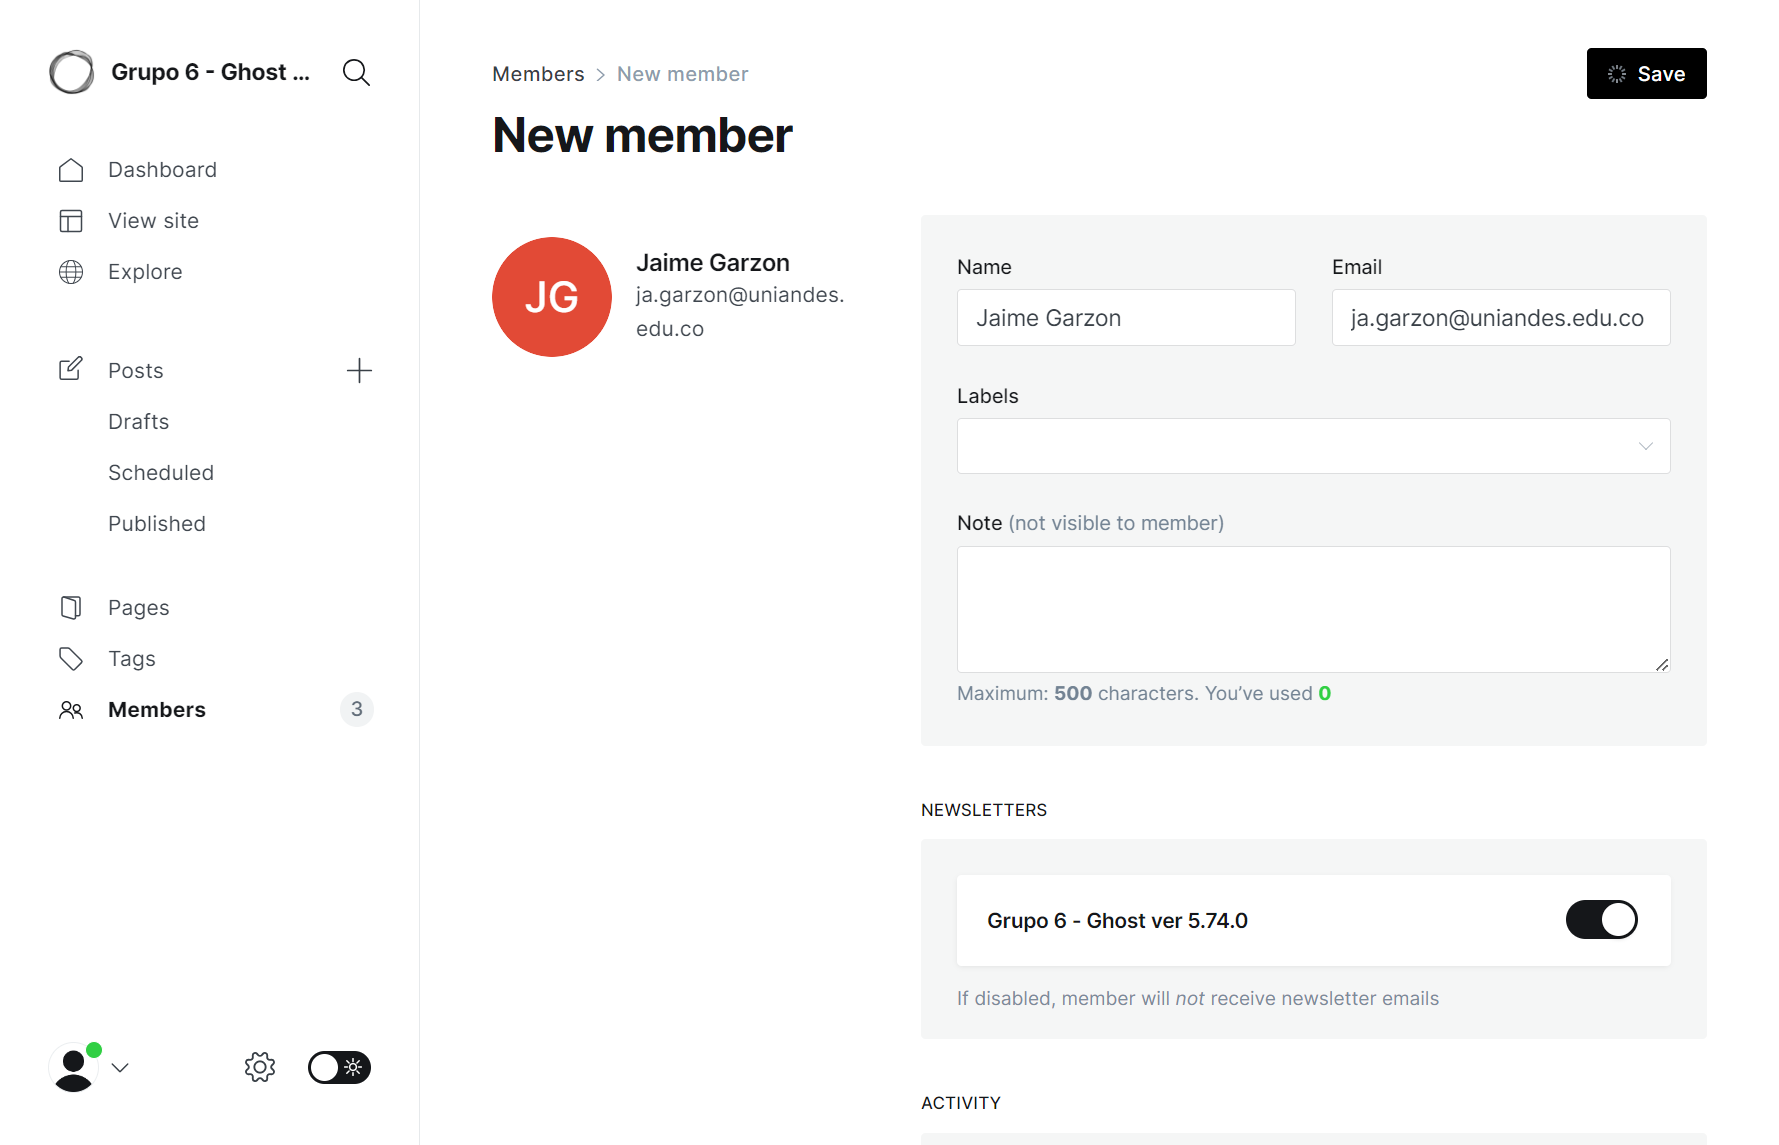 Grupo 6 - Ghost ...
Dashboard
View site
Explore
Posts
Drafts
Scheduled
Published
Pages
Tags
Members 3
Members > New member
Save
New member
JG
Jaime Garzon
ja.garzon@uniandes.
edu.co
Name
Jaime Garzon
Email
ja.garzon@uniandes.edu.co
Labels
Note (not visible to member)
Maximum: 500 characters. You’ve used 0
NEWSLETTERS
Grupo 6 - Ghost ver 5.74.0
If disabled, member will not receive newsletter emails
ACTIVITY